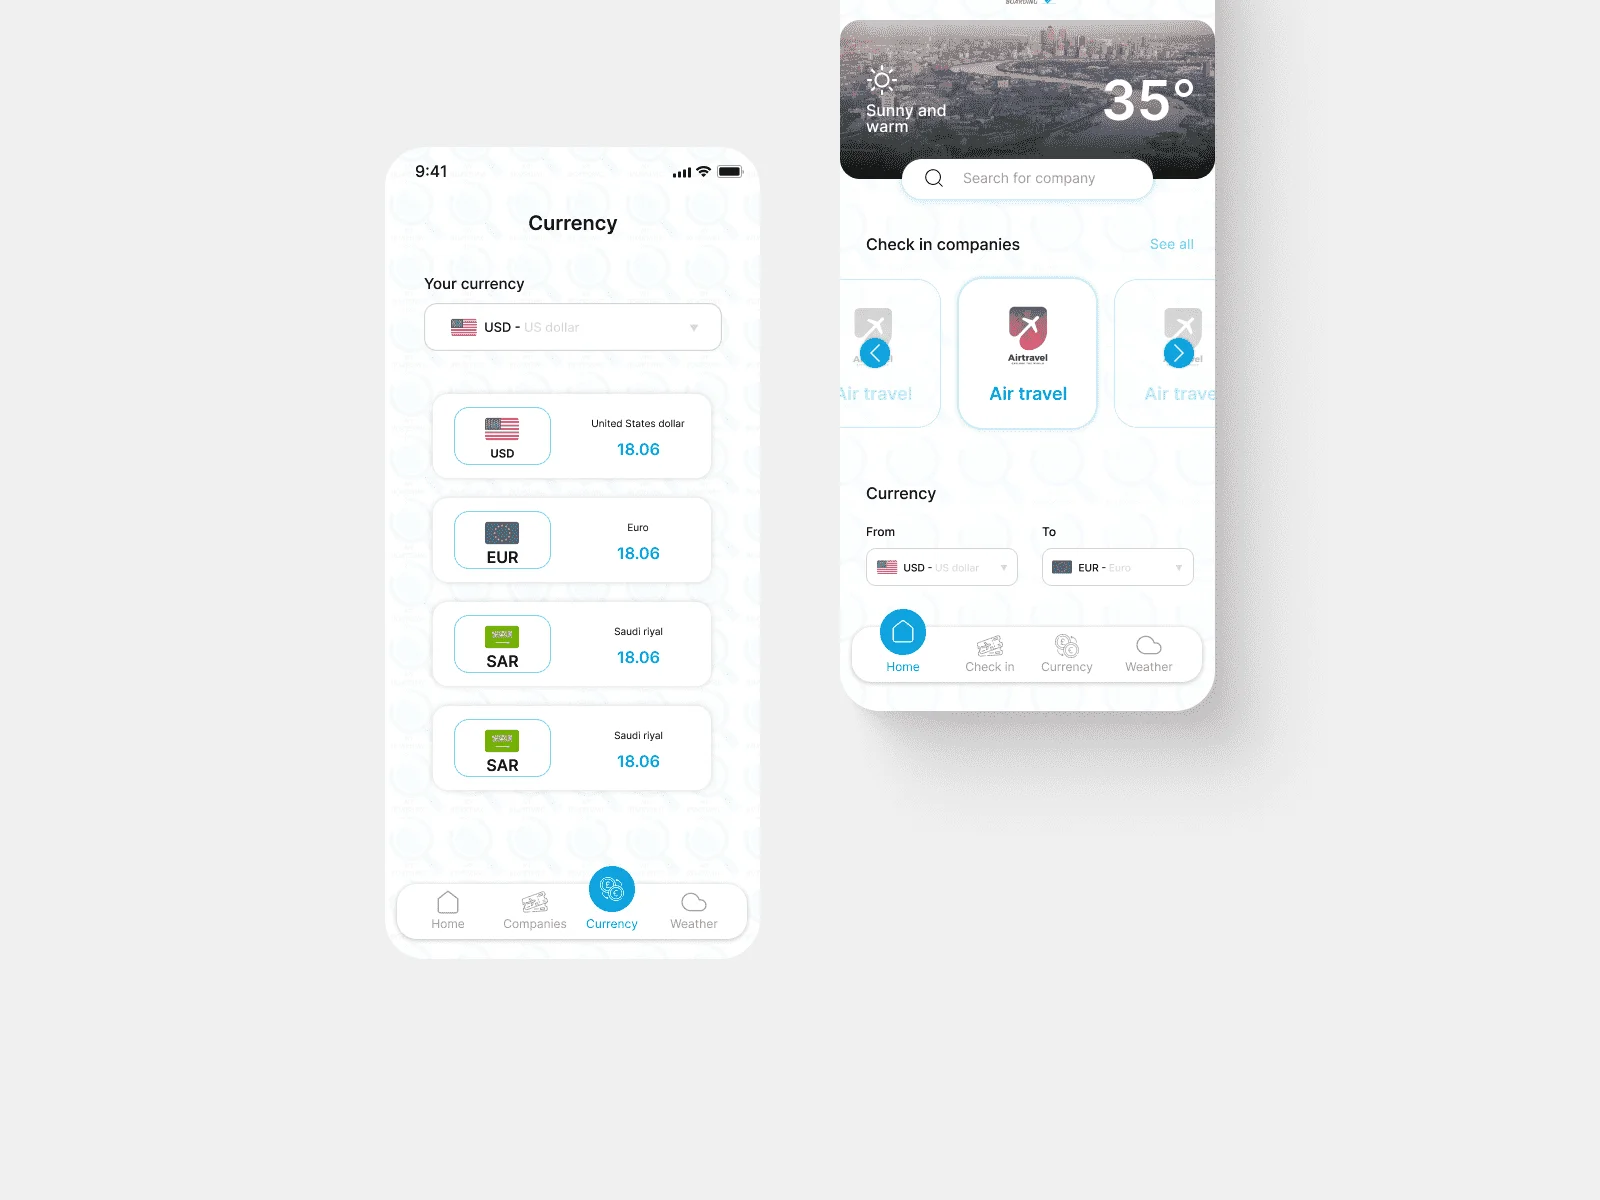 9:41
Currency
Your currency
USD - US dollar
United States dollar
USD
18.06
Euro
EUR
18.06
Saudi riyal
SAR
18.06
Saudi riyal
SAR
18.06
Home
Companies
Currency
Weather
BOARDING
Sunny and
warm
35°
Search for company
Check in companies
See all
Airtravel
Air travel
Air travel
Air trave
Currency
From
To
USD - US dollar
EUR - Euro
Home
Check in
Currency
Weather